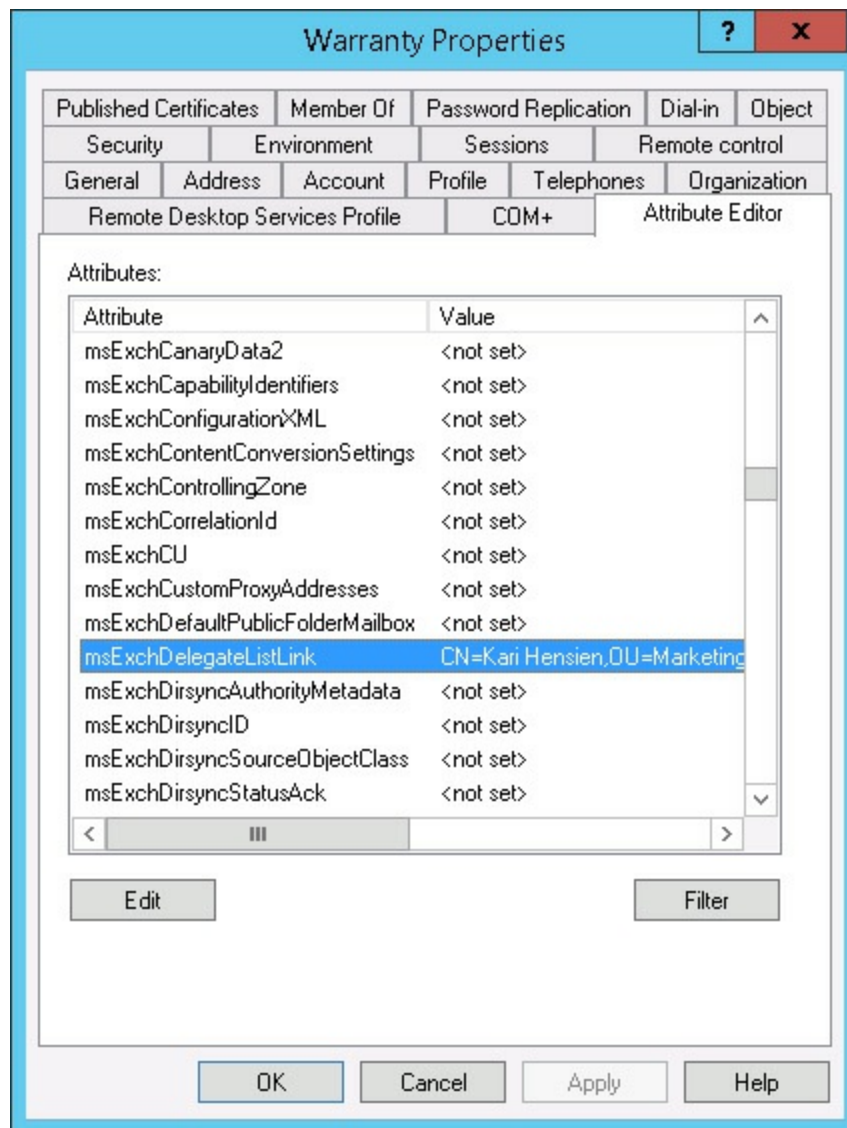 Warranty Properties
? x
Published Certificates Member Of Password Replication Dial-in Object
Security Environment Sessions Remote control
General Address Account Profile Telephones Organization
Remote Desktop Services Profile COM+ Attribute Editor
Attributes:
Attribute Value
msExchCanaryData2 <not set>
msExchCapabilityIdentifiers <not set>
msExchConfigurationXML <not set>
msExchContentConversionSettings <not set>
msExchControllingZone <not set>
msExchCorrelationId <not set>
msExchCU <not set>
msExchCustomProxyAddresses <not set>
msExchDefaultPublicFolderMailbox <not set>
msExchDelegateListLink CN=Kari Hensien,OU=Marketing
msExchDirsyncAuthorityMetadata <not set>
msExchDirsyncID <not set>
msExchDirsyncSourceObjectClass <not set>
msExchDirsyncStatusAck <not set>
Edit Filter
OK Cancel Apply Help